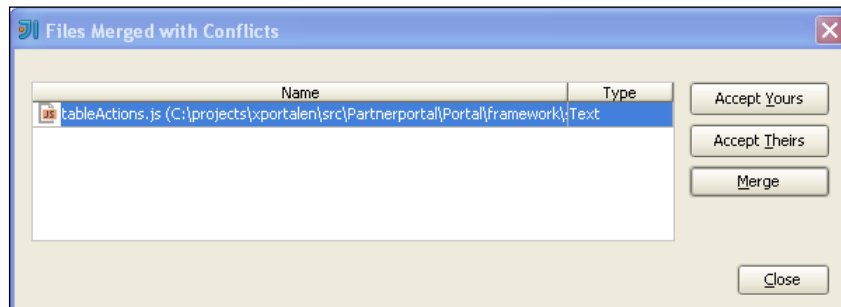 Files Merged with Conflicts
Name Type
tableActions.js (C:\projects\xportalen\src\Partnerportal\Portal\framework\ Text
Accept Yours
Accept Theirs
Merge
Close